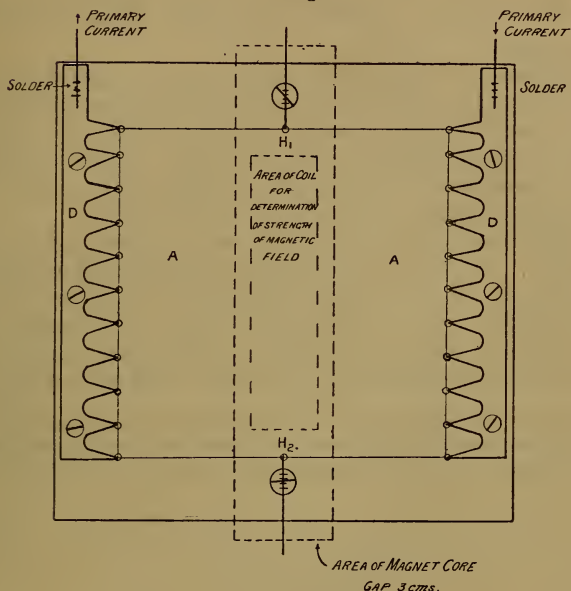 PRIMARY
CURRENT
PRIMARY
CURRENT
SOLDER
SOLDER
H1
AREA OF COIL
FOR
DETERMINATION
OF STRENGTH
OF MAGNETIC
FIELD
D
D
A
A
H2.
AREA OF MAGNET CORE
GAP 3 cms.